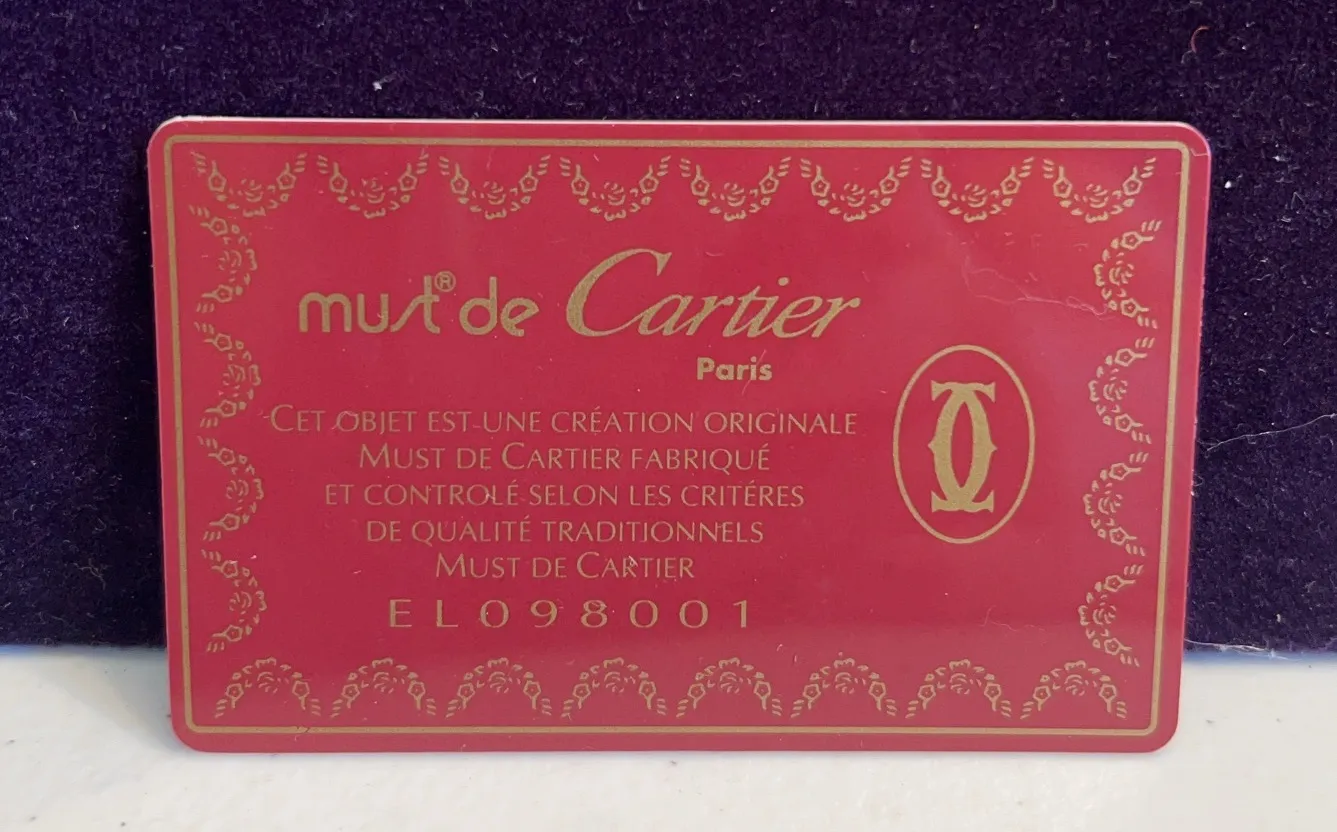 must® de Cartier
Paris
CET OBJET EST UNE CRÉATION ORIGINALE
MUST DE CARTIER FABRIQUÉ
ET CONTROLÉ SELON LES CRITÉRES
DE QUALITÉ TRADITIONNELS
MUST DE CARTIER
EL098001